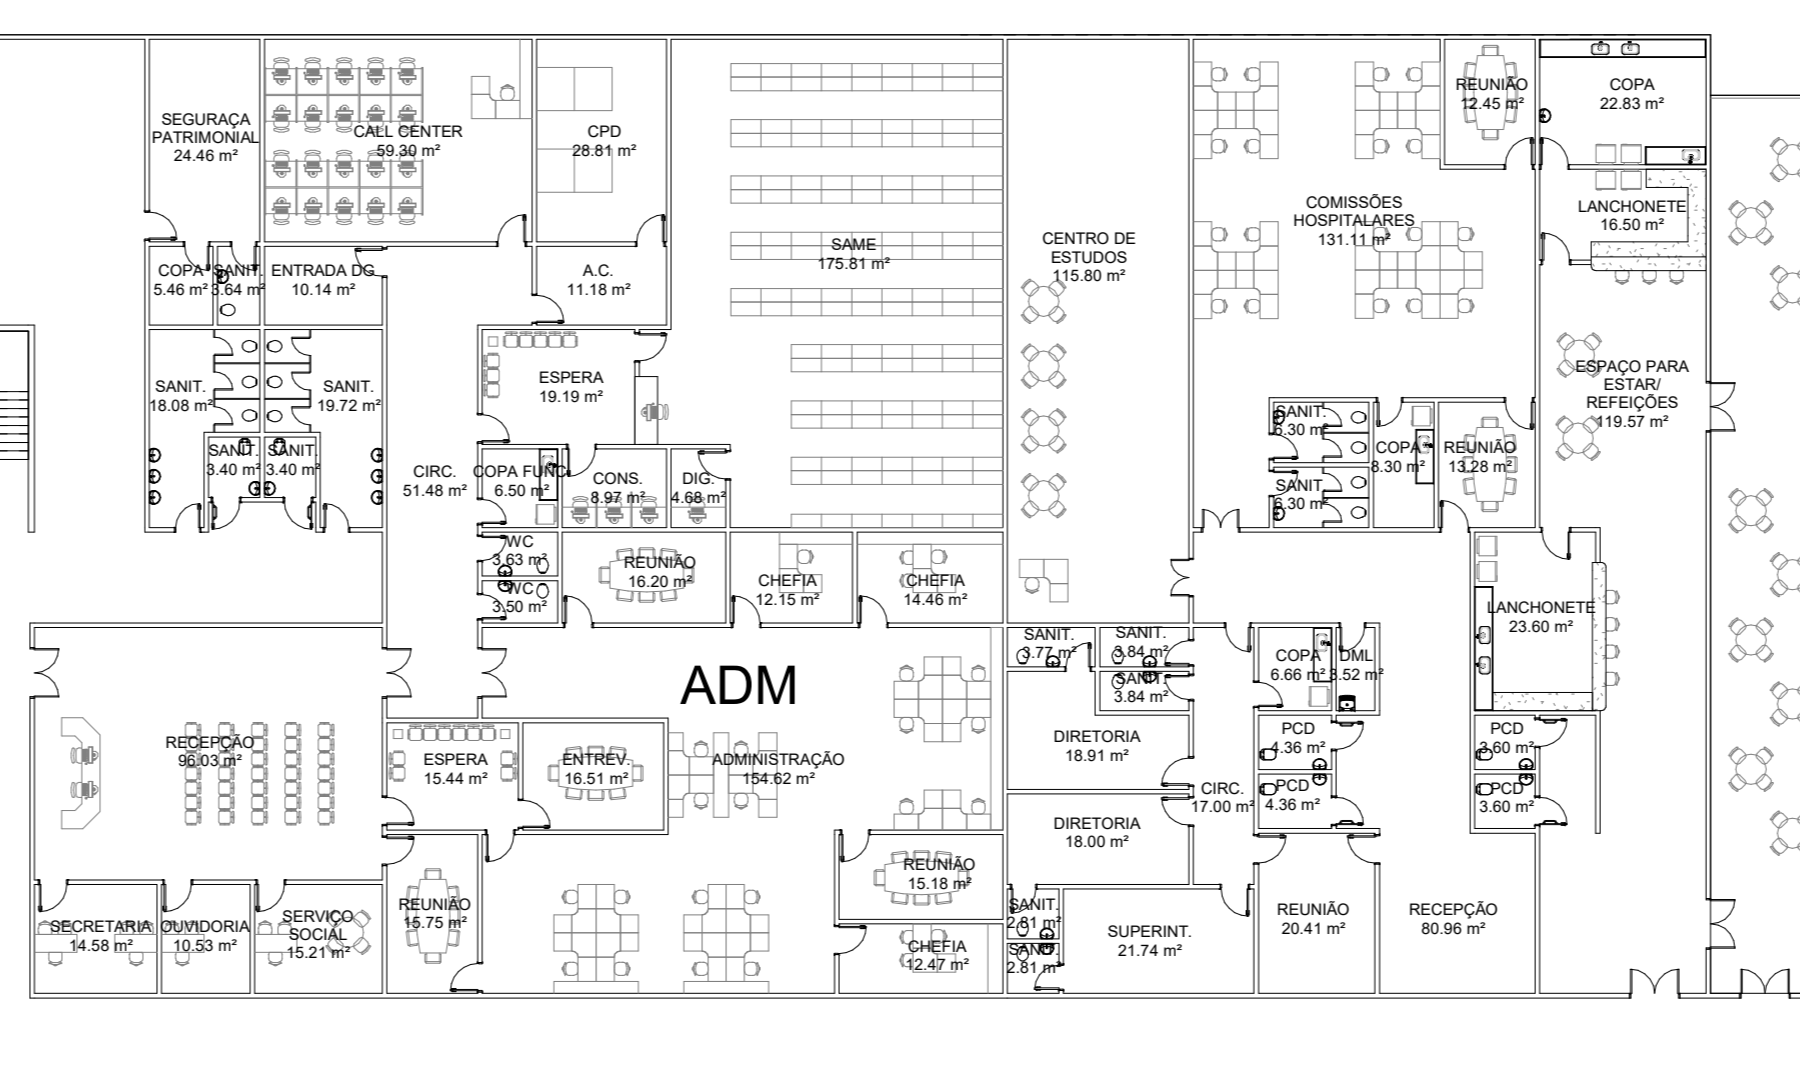 SEGURAÇA
PATRIMONIAL
24.46 m²
CALL CENTER
59.30 m²
CPD
28.81 m²
REUNIÃO
12.45 m²
COPA
22.83 m²
COMISSÕES
HOSPITALARES
131.11 m²
LANCHONETE
16.50 m²
SAME
175.81 m²
CENTRO DE
ESTUDOS
115.80 m²
COPA
5.46 m²
SANIT.
3.64 m²
ENTRADA DG
10.14 m²
A.C.
11.18 m²
ESPERA
19.19 m²
ESPAÇO PARA
ESTAR/
REFEIÇÕES
119.57 m²
SANIT.
18.08 m²
SANIT.
19.72 m²
SANIT.
3.40 m²
SANIT.
3.40 m²
CIRC.
51.48 m²
COPA FUNC.
6.50 m²
CONS.
8.97 m²
DIG.
4.68 m²
SANIT.
6.30 m²
SANIT.
6.30 m²
COPA
8.30 m²
REUNIÃO
13.28 m²
WC
3.63 m²
WC
3.50 m²
REUNIÃO
16.20 m²
CHEFIA
12.15 m²
CHEFIA
14.46 m²
LANCHONETE
23.60 m²
SANIT.
3.77 m²
SANIT.
3.84 m²
SANIT.
3.84 m²
COPA
6.66 m²
DML
3.52 m²
ADM
RECEPÇÃO
96.03 m²
ESPERA
15.44 m²
ENTREV.
16.51 m²
ADMINISTRAÇÃO
154.62 m²
DIRETORIA
18.91 m²
PCD
4.36 m²
PCD
4.36 m²
PCD
3.60 m²
PCD
3.60 m²
CIRC.
17.00 m²
DIRETORIA
18.00 m²
REUNIÃO
15.18 m²
SECRETARIA
14.58 m²
OUVIDORIA
10.53 m²
SERVIÇO
SOCIAL
15.21 m²
REUNIÃO
15.75 m²
CHEFIA
12.47 m²
SANIT.
2.81 m²
SANIT.
2.81 m²
SUPERINT.
21.74 m²
REUNIÃO
20.41 m²
RECEPÇÃO
80.96 m²